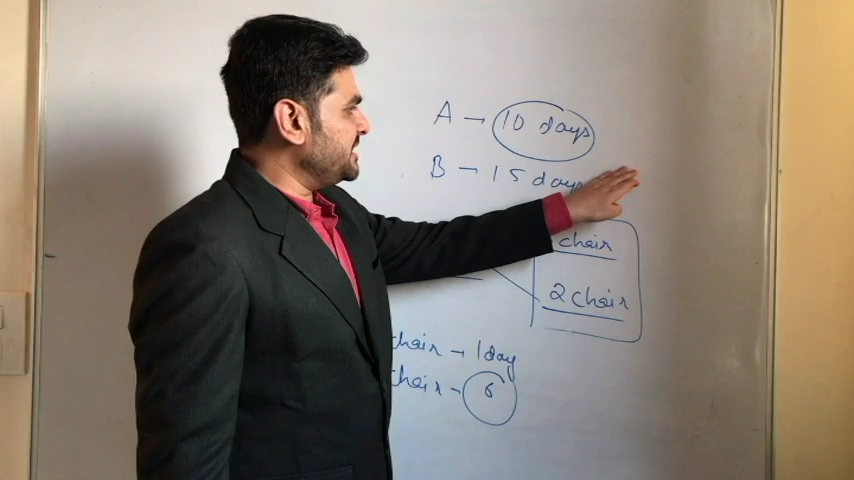 A → 10 days
B → 15 days
chair
2 chair
chair → 1 day
chair - 6